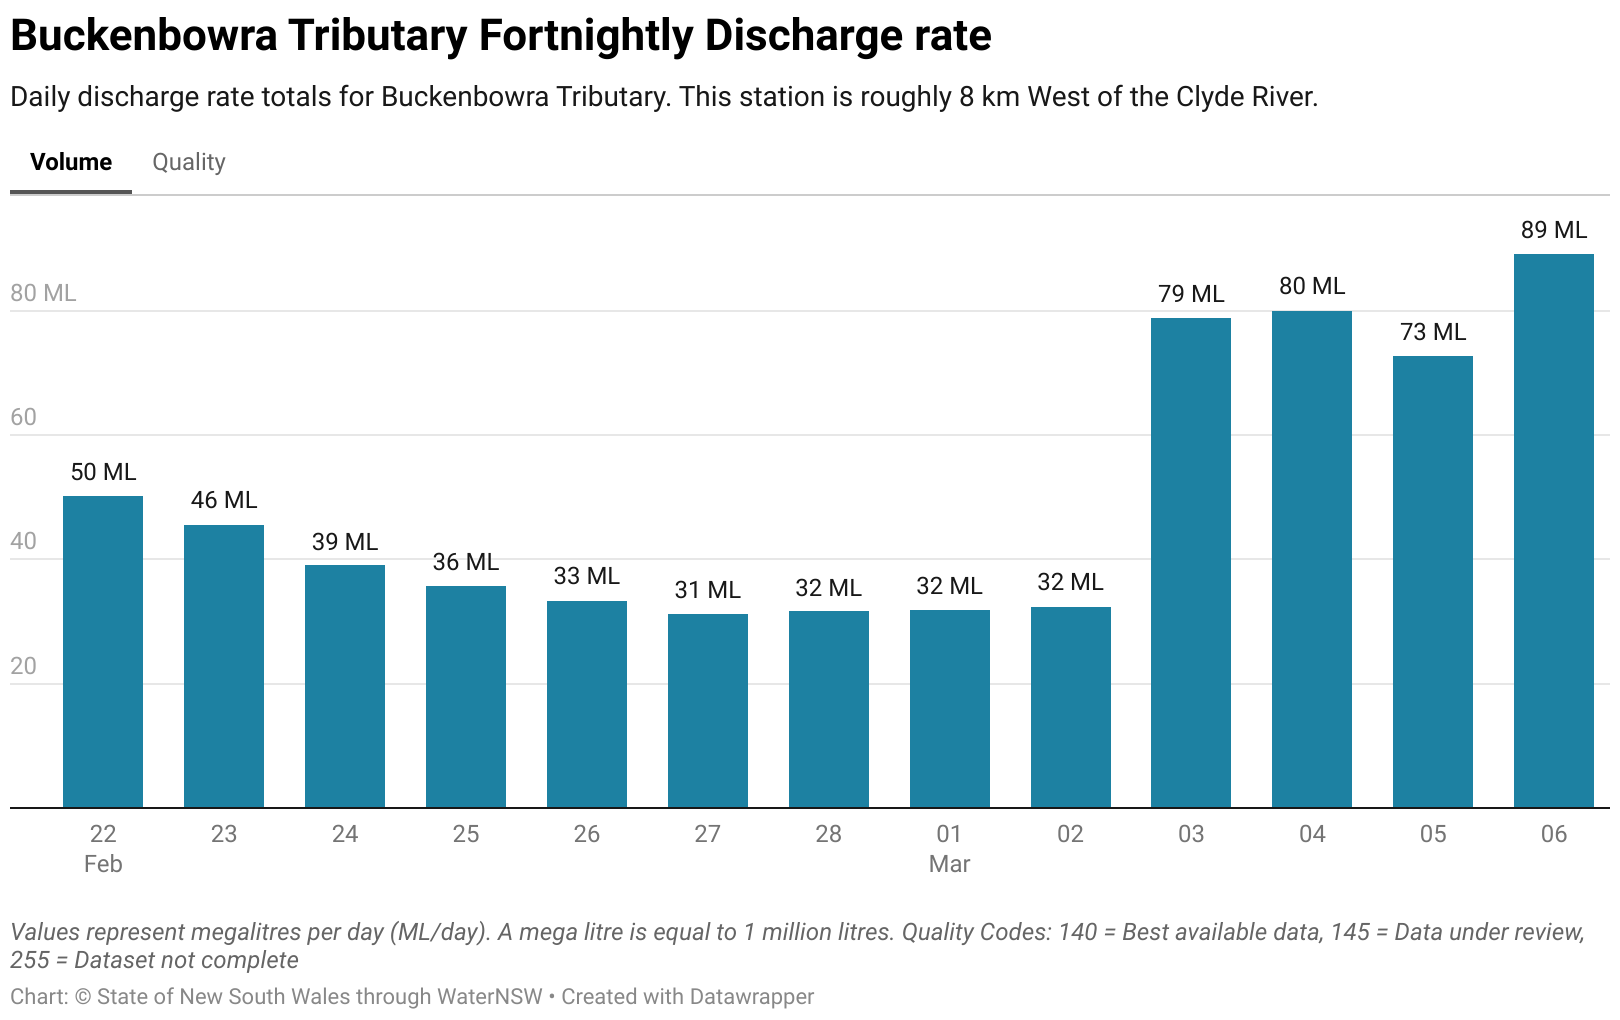 Buckenbowra Tributary Fortnightly Discharge rate
Daily discharge rate totals for Buckenbowra Tributary. This station is roughly 8 km West of the Clyde River.
Volume Quality
89 ML
80 ML
79 ML
80 ML
73 ML
60
50 ML
46 ML
40
39 ML
36 ML
33 ML
31 ML
32 ML
32 ML
32 ML
20
22 23 24 25 26 27 28 01 02 03 04 05 06
Feb Mar
Values represent megalitres per day (ML/day). A mega litre is equal to 1 million litres. Quality Codes: 140 = Best available data, 145 = Data under review,
255 = Dataset not complete
Chart: © State of New South Wales through WaterNSW • Created with Datawrapper